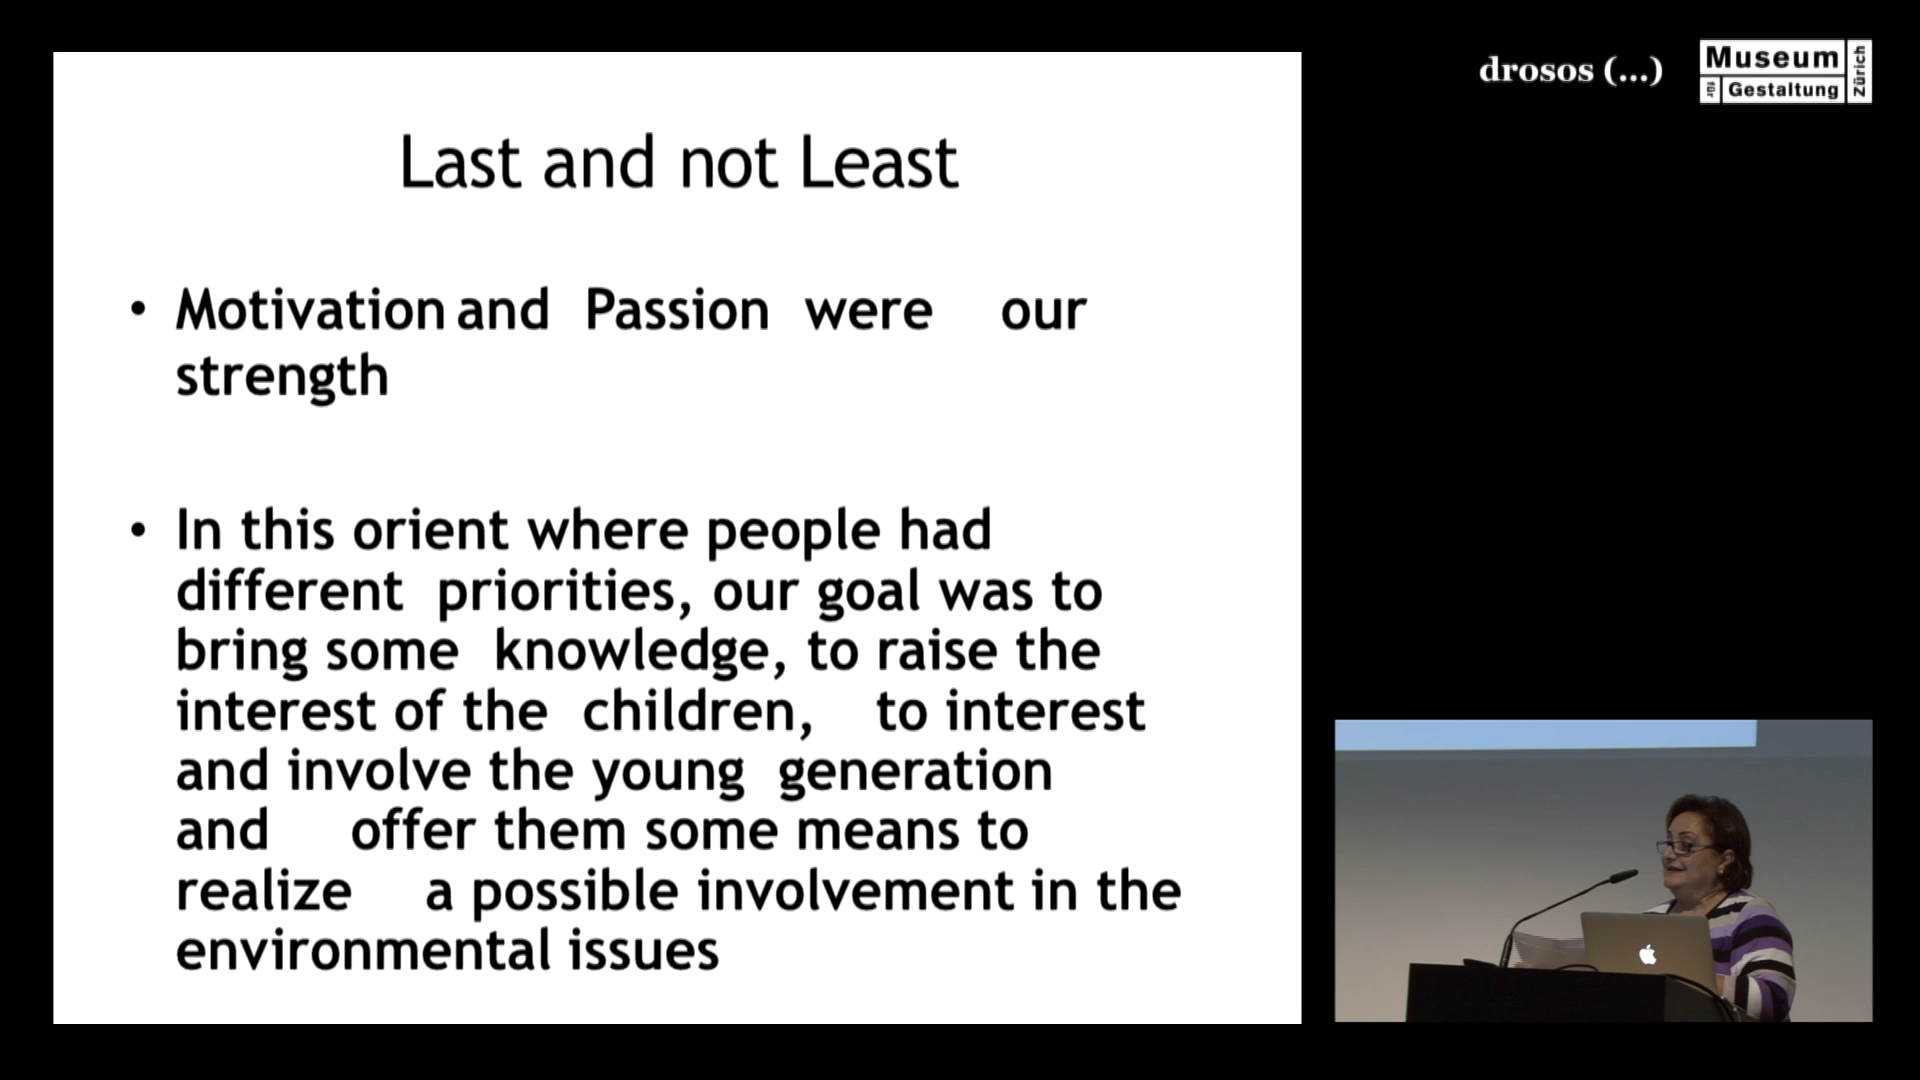 drosos (...)
Museum
für Gestaltung
Zürich
Last and not Least
• Motivation and Passion were our
strength
• In this orient where people had
different priorities, our goal was to
bring some knowledge, to raise the
interest of the children, to interest
and involve the young generation
and offer them some means to
realize a possible involvement in the
environmental issues